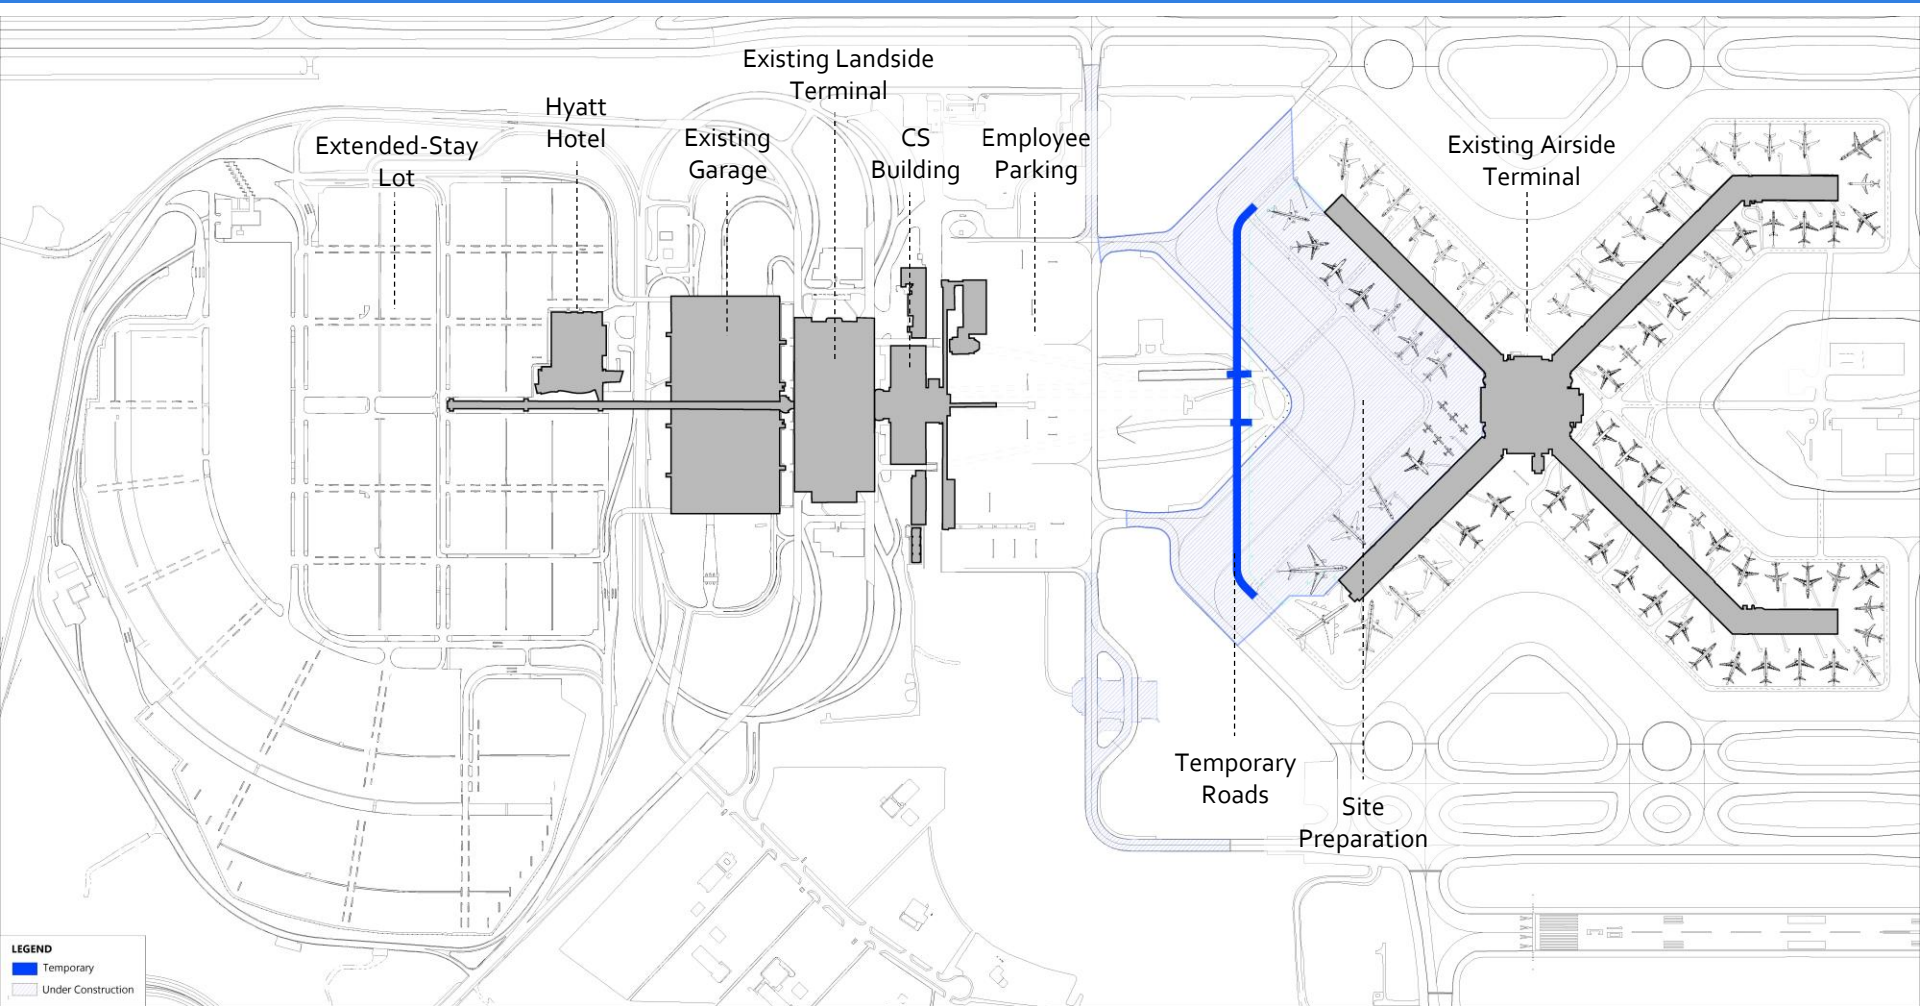 Existing Landside
Terminal
Hyatt
Hotel
Extended-Stay
Lot
Existing
Garage
CS
Building
Employee
Parking
Existing Airside
Terminal
Temporary
Roads
Site
Preparation
LEGEND
Temporary
Under Construction